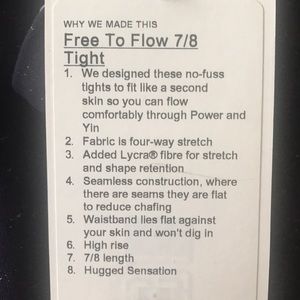 WHY WE MADE THIS
Free To Flow 7/8
Tight
1. We designed these no-fuss
tights to fit like a second
skin so you can flow
comfortably through Power and
Yin
2. Fabric is four-way stretch
3. Added Lycra® fibre for stretch
and shape retention
4. Seamless construction, where
there are seams they are flat
to reduce chafing
5. Waistband lies flat against
your skin and won't dig in
6. High rise
7. 7/8 length
8. Hugged Sensation